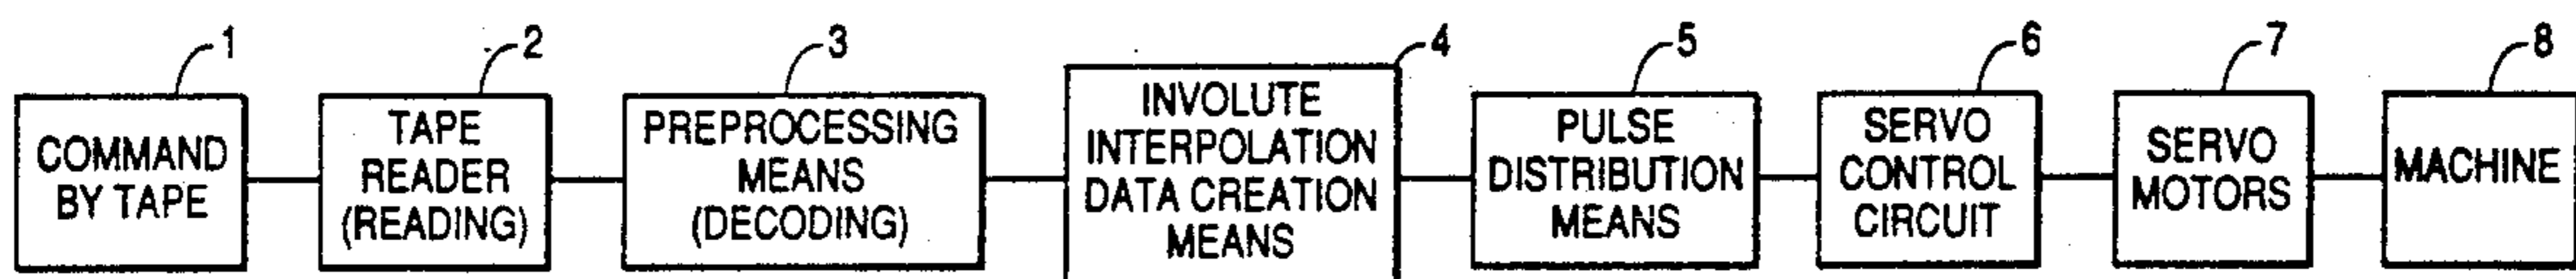 1
2
3
4
5
6
7
8
COMMAND
BY TAPE
TAPE
READER
(READING)
PREPROCESSING
MEANS
(DECODING)
INVOLUTE
INTERPOLATION
DATA CREATION
MEANS
PULSE
DISTRIBUTION
MEANS
SERVO
CONTROL
CIRCUIT
SERVO
MOTORS
MACHINE